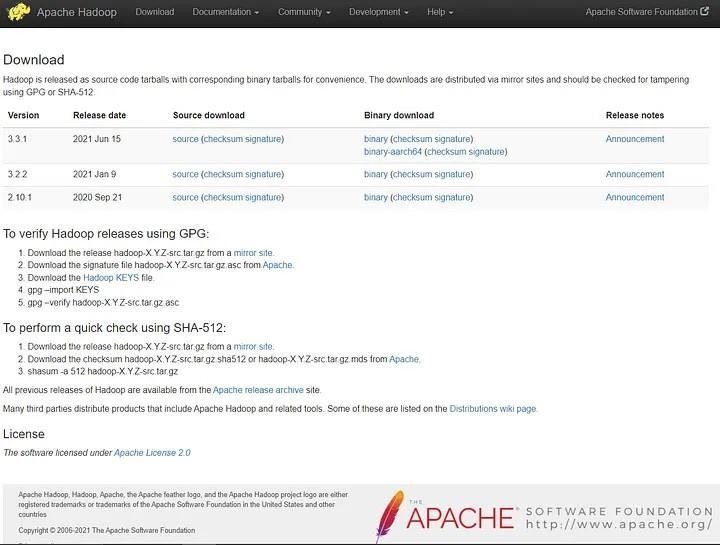 Apache Hadoop Download Documentation Community Development Help Apache Software Foundation
Download
Hadoop is released as source code tarballs with corresponding binary tarballs for convenience. The downloads are distributed via mirror sites and should be checked for tampering
using GPG or SHA-512.
Version Release date Source download Binary download Release notes
3.3.1 2021 Jun 15 source (checksum signature) binary (checksum signature) Announcement
binary-aarch64 (checksum signature)
3.2.2 2021 Jan 9 source (checksum signature) binary (checksum signature) Announcement
2.10.1 2020 Sep 21 source (checksum signature) binary (checksum signature) Announcement
To verify Hadoop releases using GPG:
1. Download the release hadoop-X.Y.Z-src.tar.gz from a mirror site.
2. Download the signature file hadoop-X.Y.Z-src.tar.gz.asc from Apache.
3. Download the Hadoop KEYS file.
4. gpg –import KEYS
5. gpg –verify hadoop-X.Y.Z-src.tar.gz.asc
To perform a quick check using SHA-512:
1. Download the release hadoop-X.Y.Z-src.tar.gz from a mirror site.
2. Download the checksum hadoop-X.Y.Z-src.tar.gz.sha512 or hadoop-X.Y.Z-src.tar.gz.mds from Apache.
3. shasum -a 512 hadoop-X.Y.Z-src.tar.gz
All previous releases of Hadoop are available from the Apache release archive site.
Many third parties distribute products that include Apache Hadoop and related tools. Some of these are listed on the Distributions wiki page.
License
The software licensed under Apache License 2.0
Apache Hadoop, Hadoop, Apache, the Apache feather logo, and the Apache Hadoop project logo are either
registered trademarks or trademarks of the Apache Software Foundation in the United States and other
countries
Copyright © 2006-2021 The Apache Software Foundation
THE
APACHE® SOFTWARE FOUNDATION
http://www.apache.org/